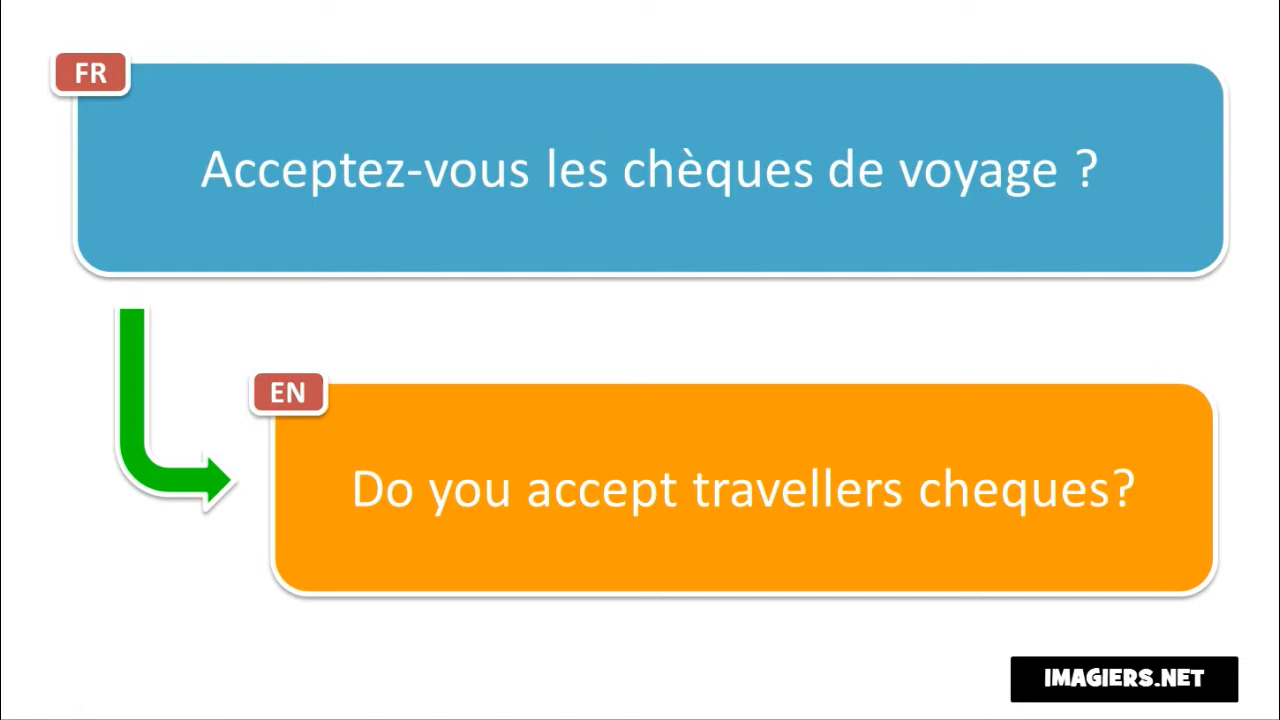 FR
Acceptez-vous les chèques de voyage ?
EN
Do you accept travellers cheques?
IMAGIERS.NET